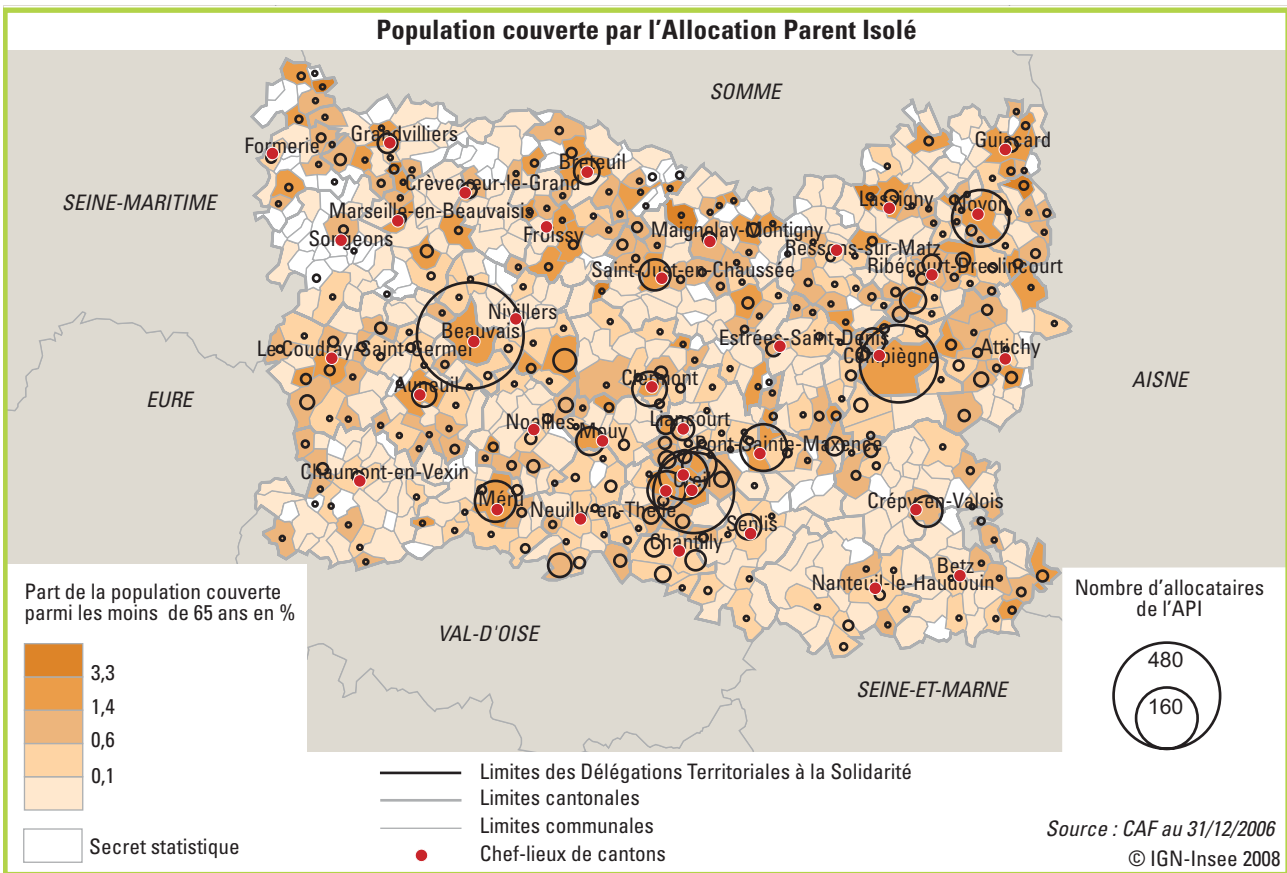 Population couverte par l'Allocation Parent Isolé
SOMME
SEINE-MARITIME
EURE
AISNE
VAL-D'OISE
SEINE-ET-MARNE
Formerie
Grandvilliers
Breteuil
Guiscard
Crèvecœur-le-Grand
Marseille-en-Beauvaisis
Songeons
Froissy
Maignelay-Montigny
Lassigny
Noyon
Ressons-sur-Matz
Saint-Just-en-Chaussée
Ribécourt-Dreslincourt
Nivillers
Beauvais
Estrées-Saint-Denis
Compiègne
Attichy
Le Coudray-Saint-Germer
Auneuil
Clermont
Noailles
Mouy
Liancourt
Pont-Sainte-Maxence
Chaumont-en-Vexin
Creil
Méru
Neuilly-en-Thelle
Senlis
Crépy-en-Valois
Chantilly
Betz
Nanteuil-le-Haudouin
Part de la population couverte
parmi les moins de 65 ans en %
3,3
1,4
0,6
0,1
Secret statistique
Limites des Délégations Territoriales à la Solidarité
Limites cantonales
Limites communales
Chef-lieux de cantons
Nombre d'allocataires
de l'API
480
160
Source : CAF au 31/12/2006
© IGN-Insee 2008